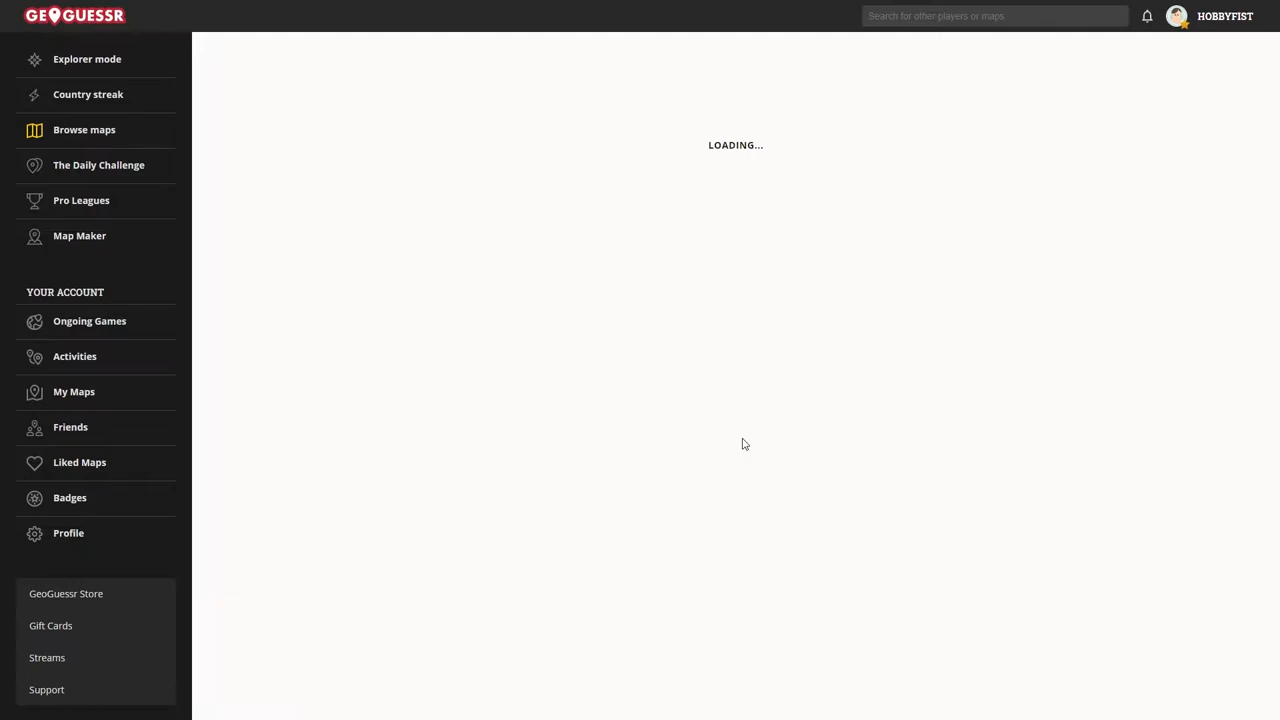 GEOGUESSR
Search for other players or maps
HOBBYFIST
Explorer mode
Country streak
Browse maps
The Daily Challenge
Pro Leagues
Map Maker
YOUR ACCOUNT
Ongoing Games
Activities
My Maps
Friends
Liked Maps
Badges
Profile
GeoGuessr Store
Gift Cards
Streams
Support
LOADING...